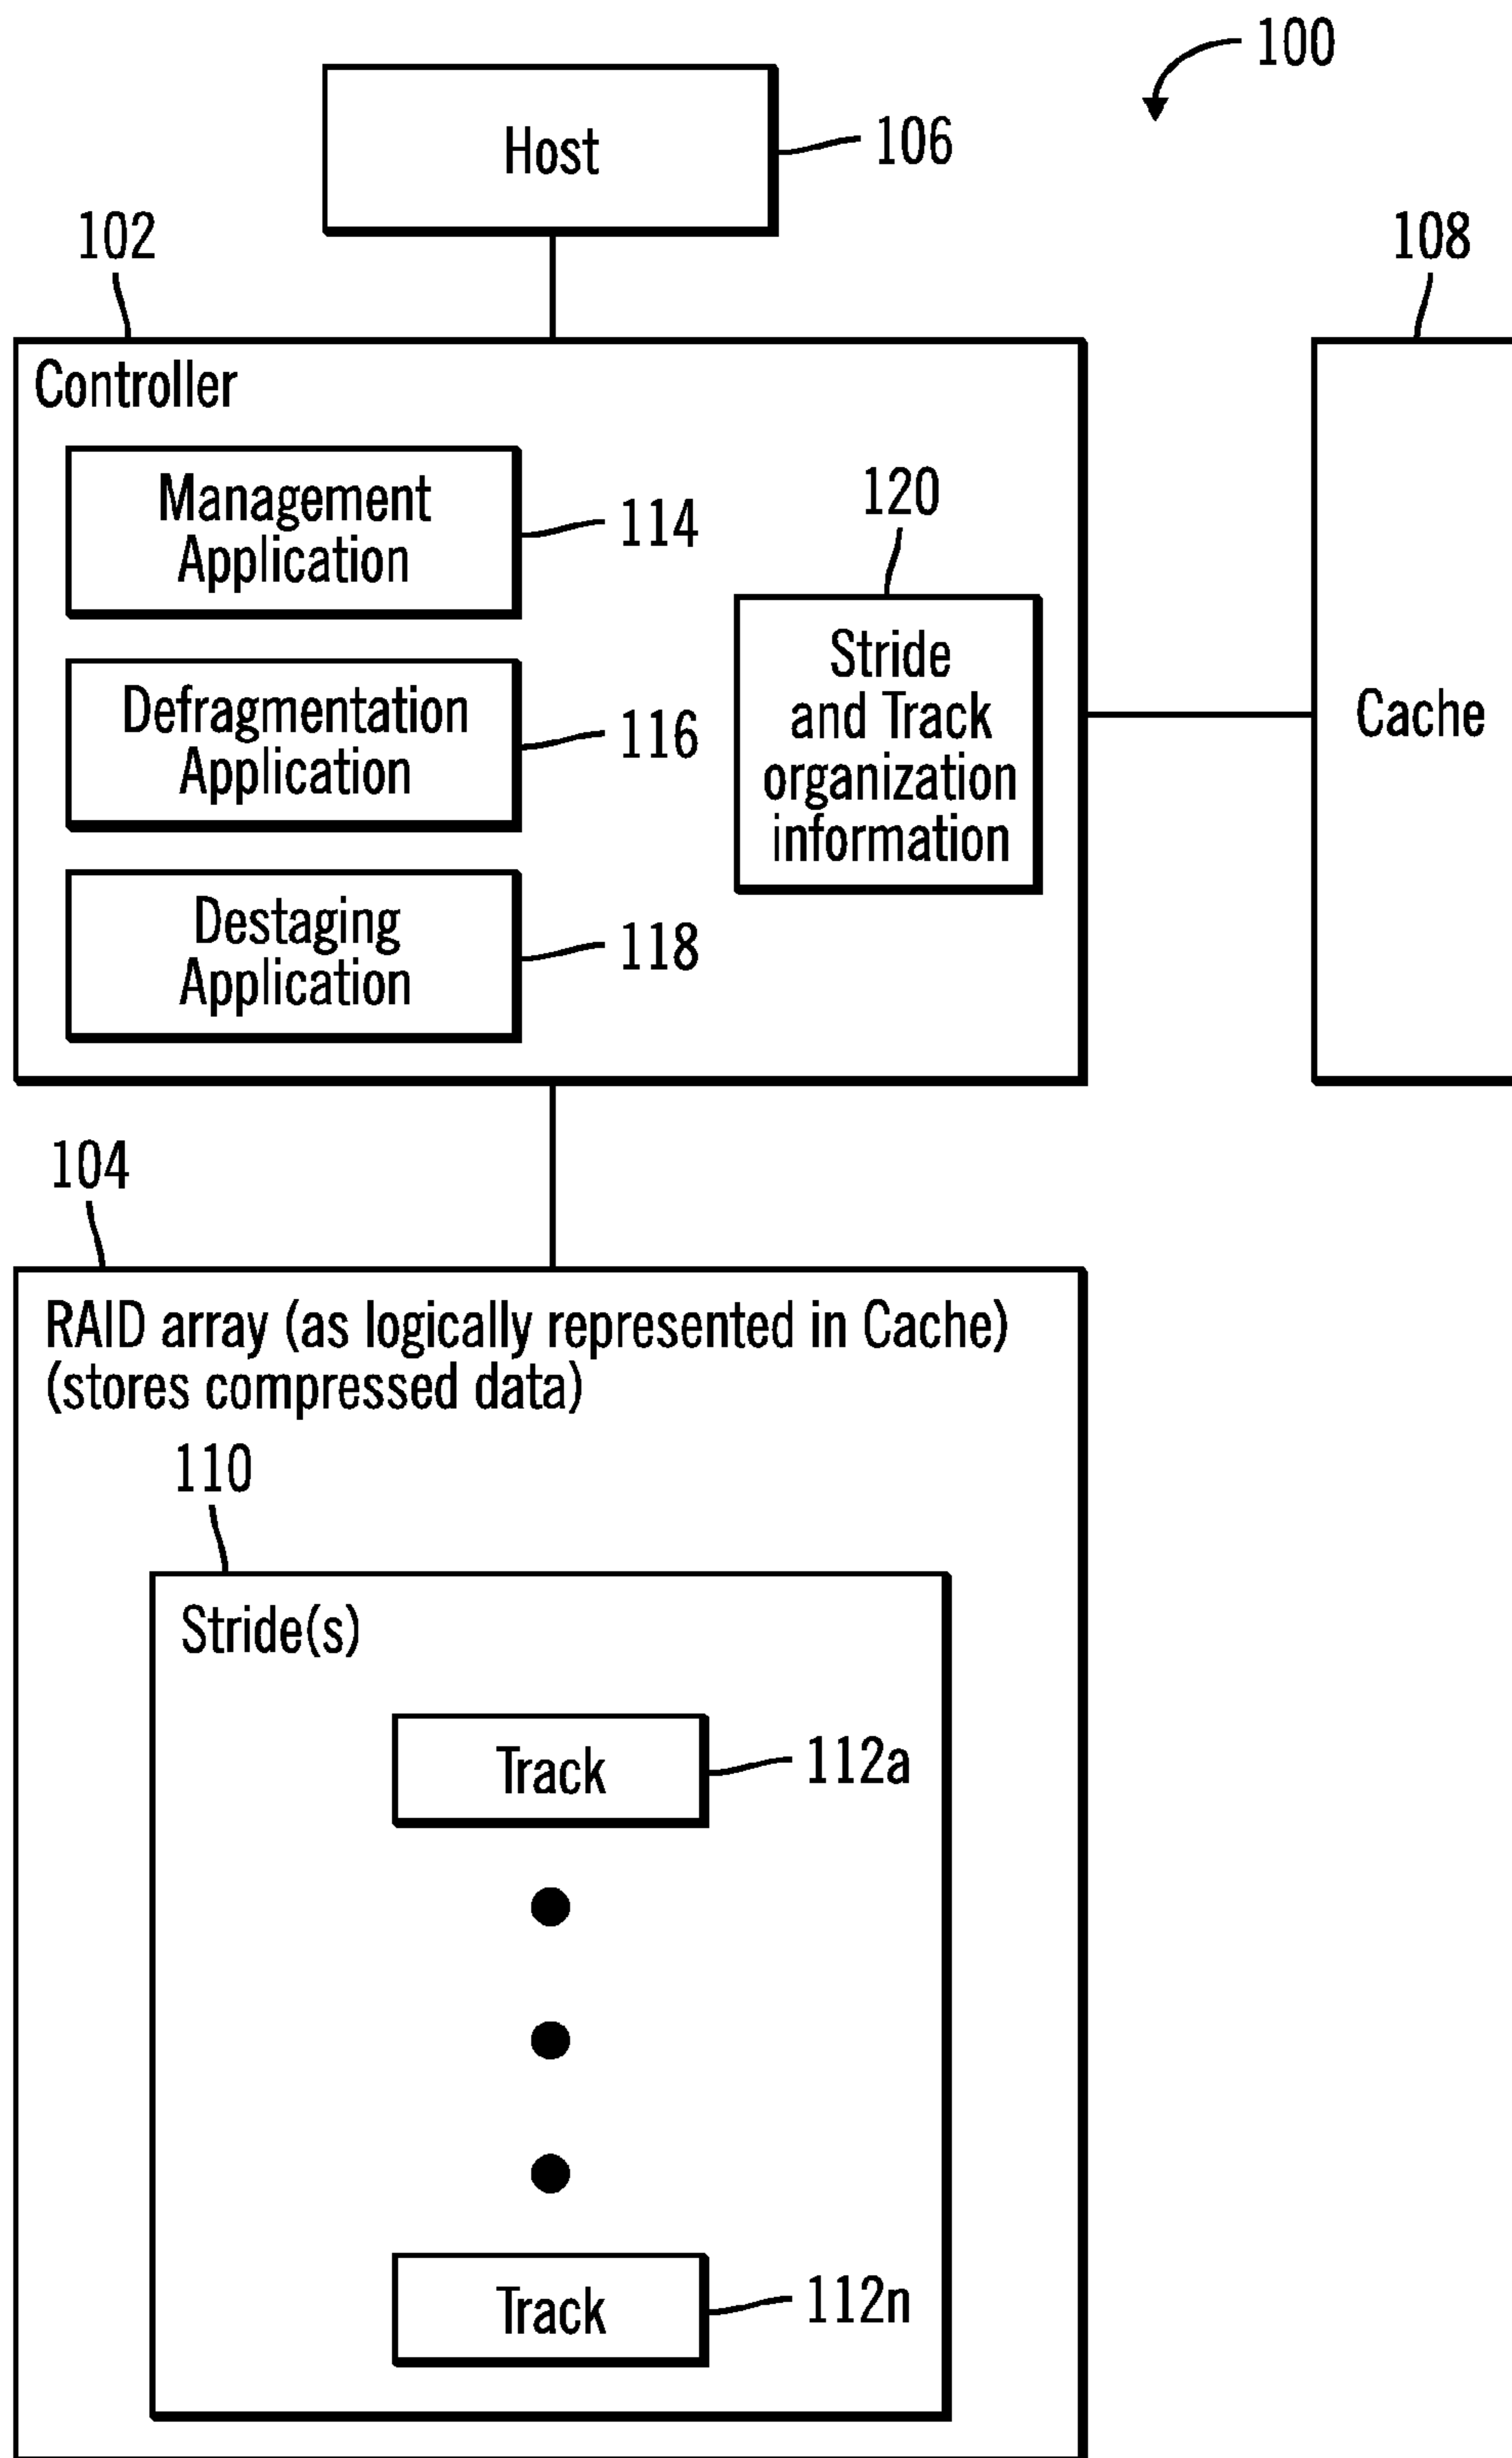 100
Host
106
102
108
Controller
Management
Application
114
120
Defragmentation
Application
116
Stride
and Track
organization
information
Cache
Destaging
Application
118
104
RAID array (as logically represented in Cache)
(stores compressed data)
110
Stride(s)
Track
112a
Track
112n